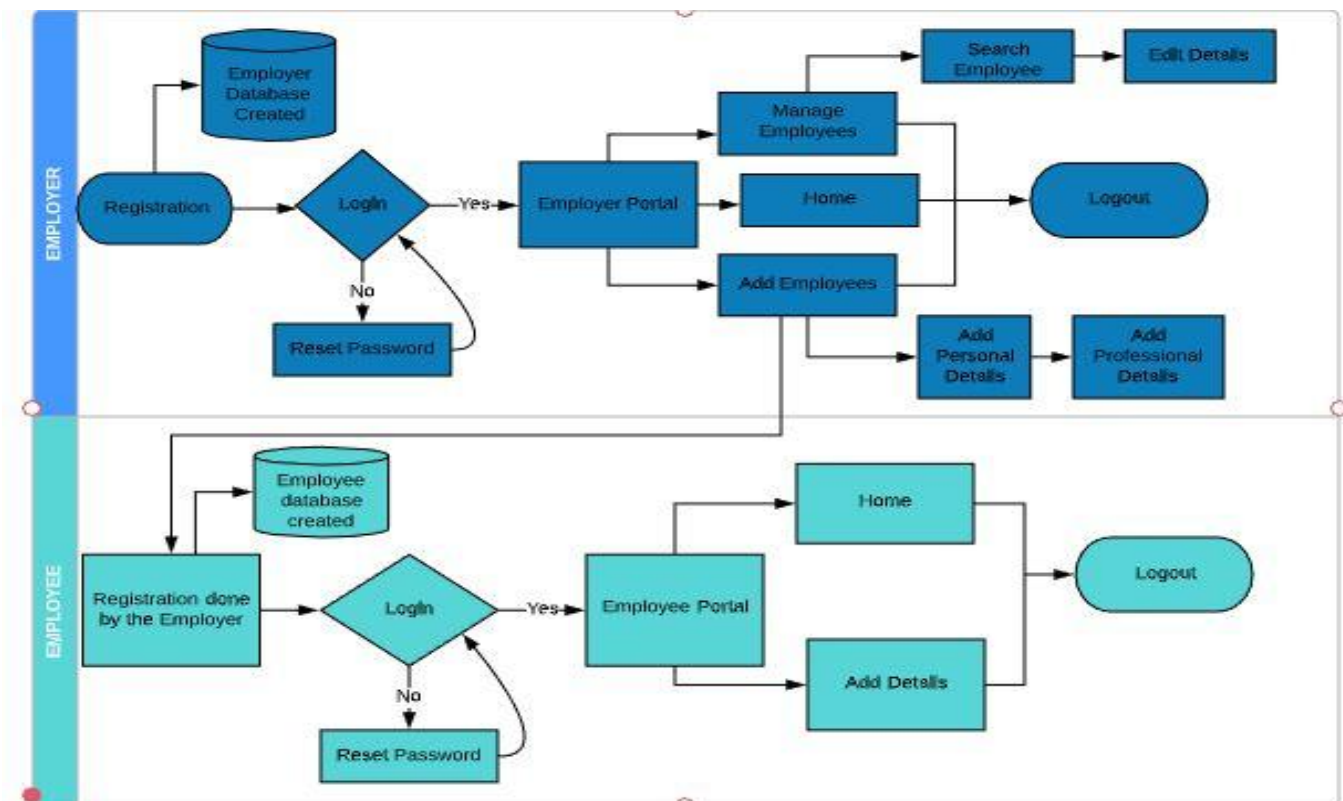 EMPLOYER
Employer
Database
Created
Registration
LogIn
Yes
No
Reset Password
Employer Portal
Manage
Employees
Search
Employee
Edit Details
Home
Logout
Add Employees
Add
Personal
Details
Add
Professional
Details
EMPLOYEE
Employee
database
created
Registration done
by the Employer
LogIn
Yes
No
Reset Password
Employee Portal
Home
Add Details
Logout